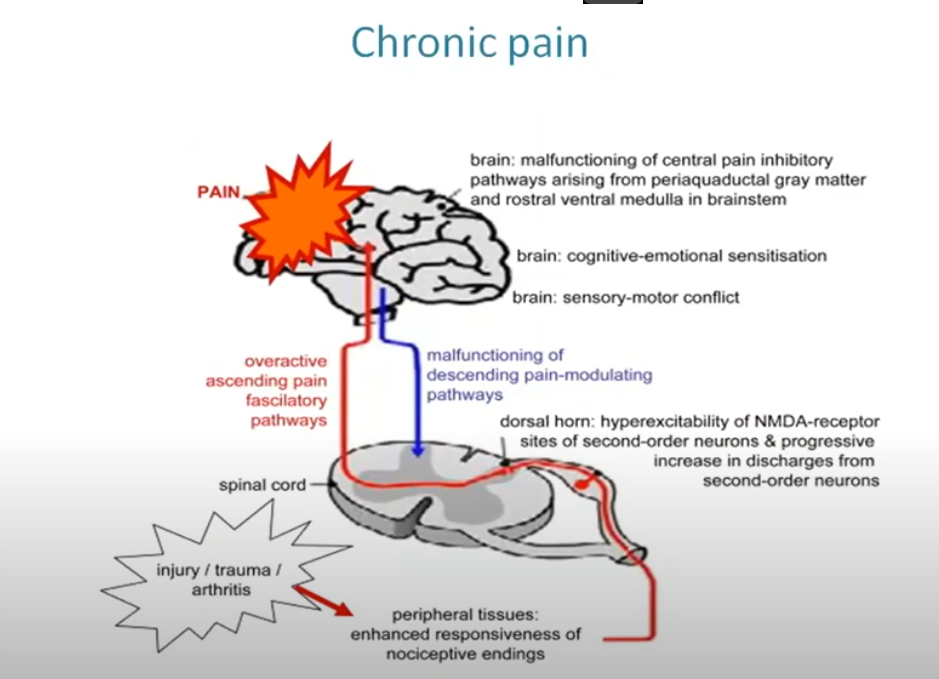 Chronic pain
PAIN
brain: malfunctioning of central pain inhibitory
pathways arising from periaquaductal gray matter
and rostral ventral medulla in brainstem
brain: cognitive-emotional sensitisation
brain: sensory-motor conflict
overactive
ascending pain
fascilatory
pathways
malfunctioning of
descending pain-modulating
pathways
dorsal horn: hyperexcitability of NMDA-receptor
sites of second-order neurons & progressive
increase in discharges from
second-order neurons
spinal cord
injury / trauma /
arthritis
peripheral tissues:
enhanced responsiveness of
nociceptive endings